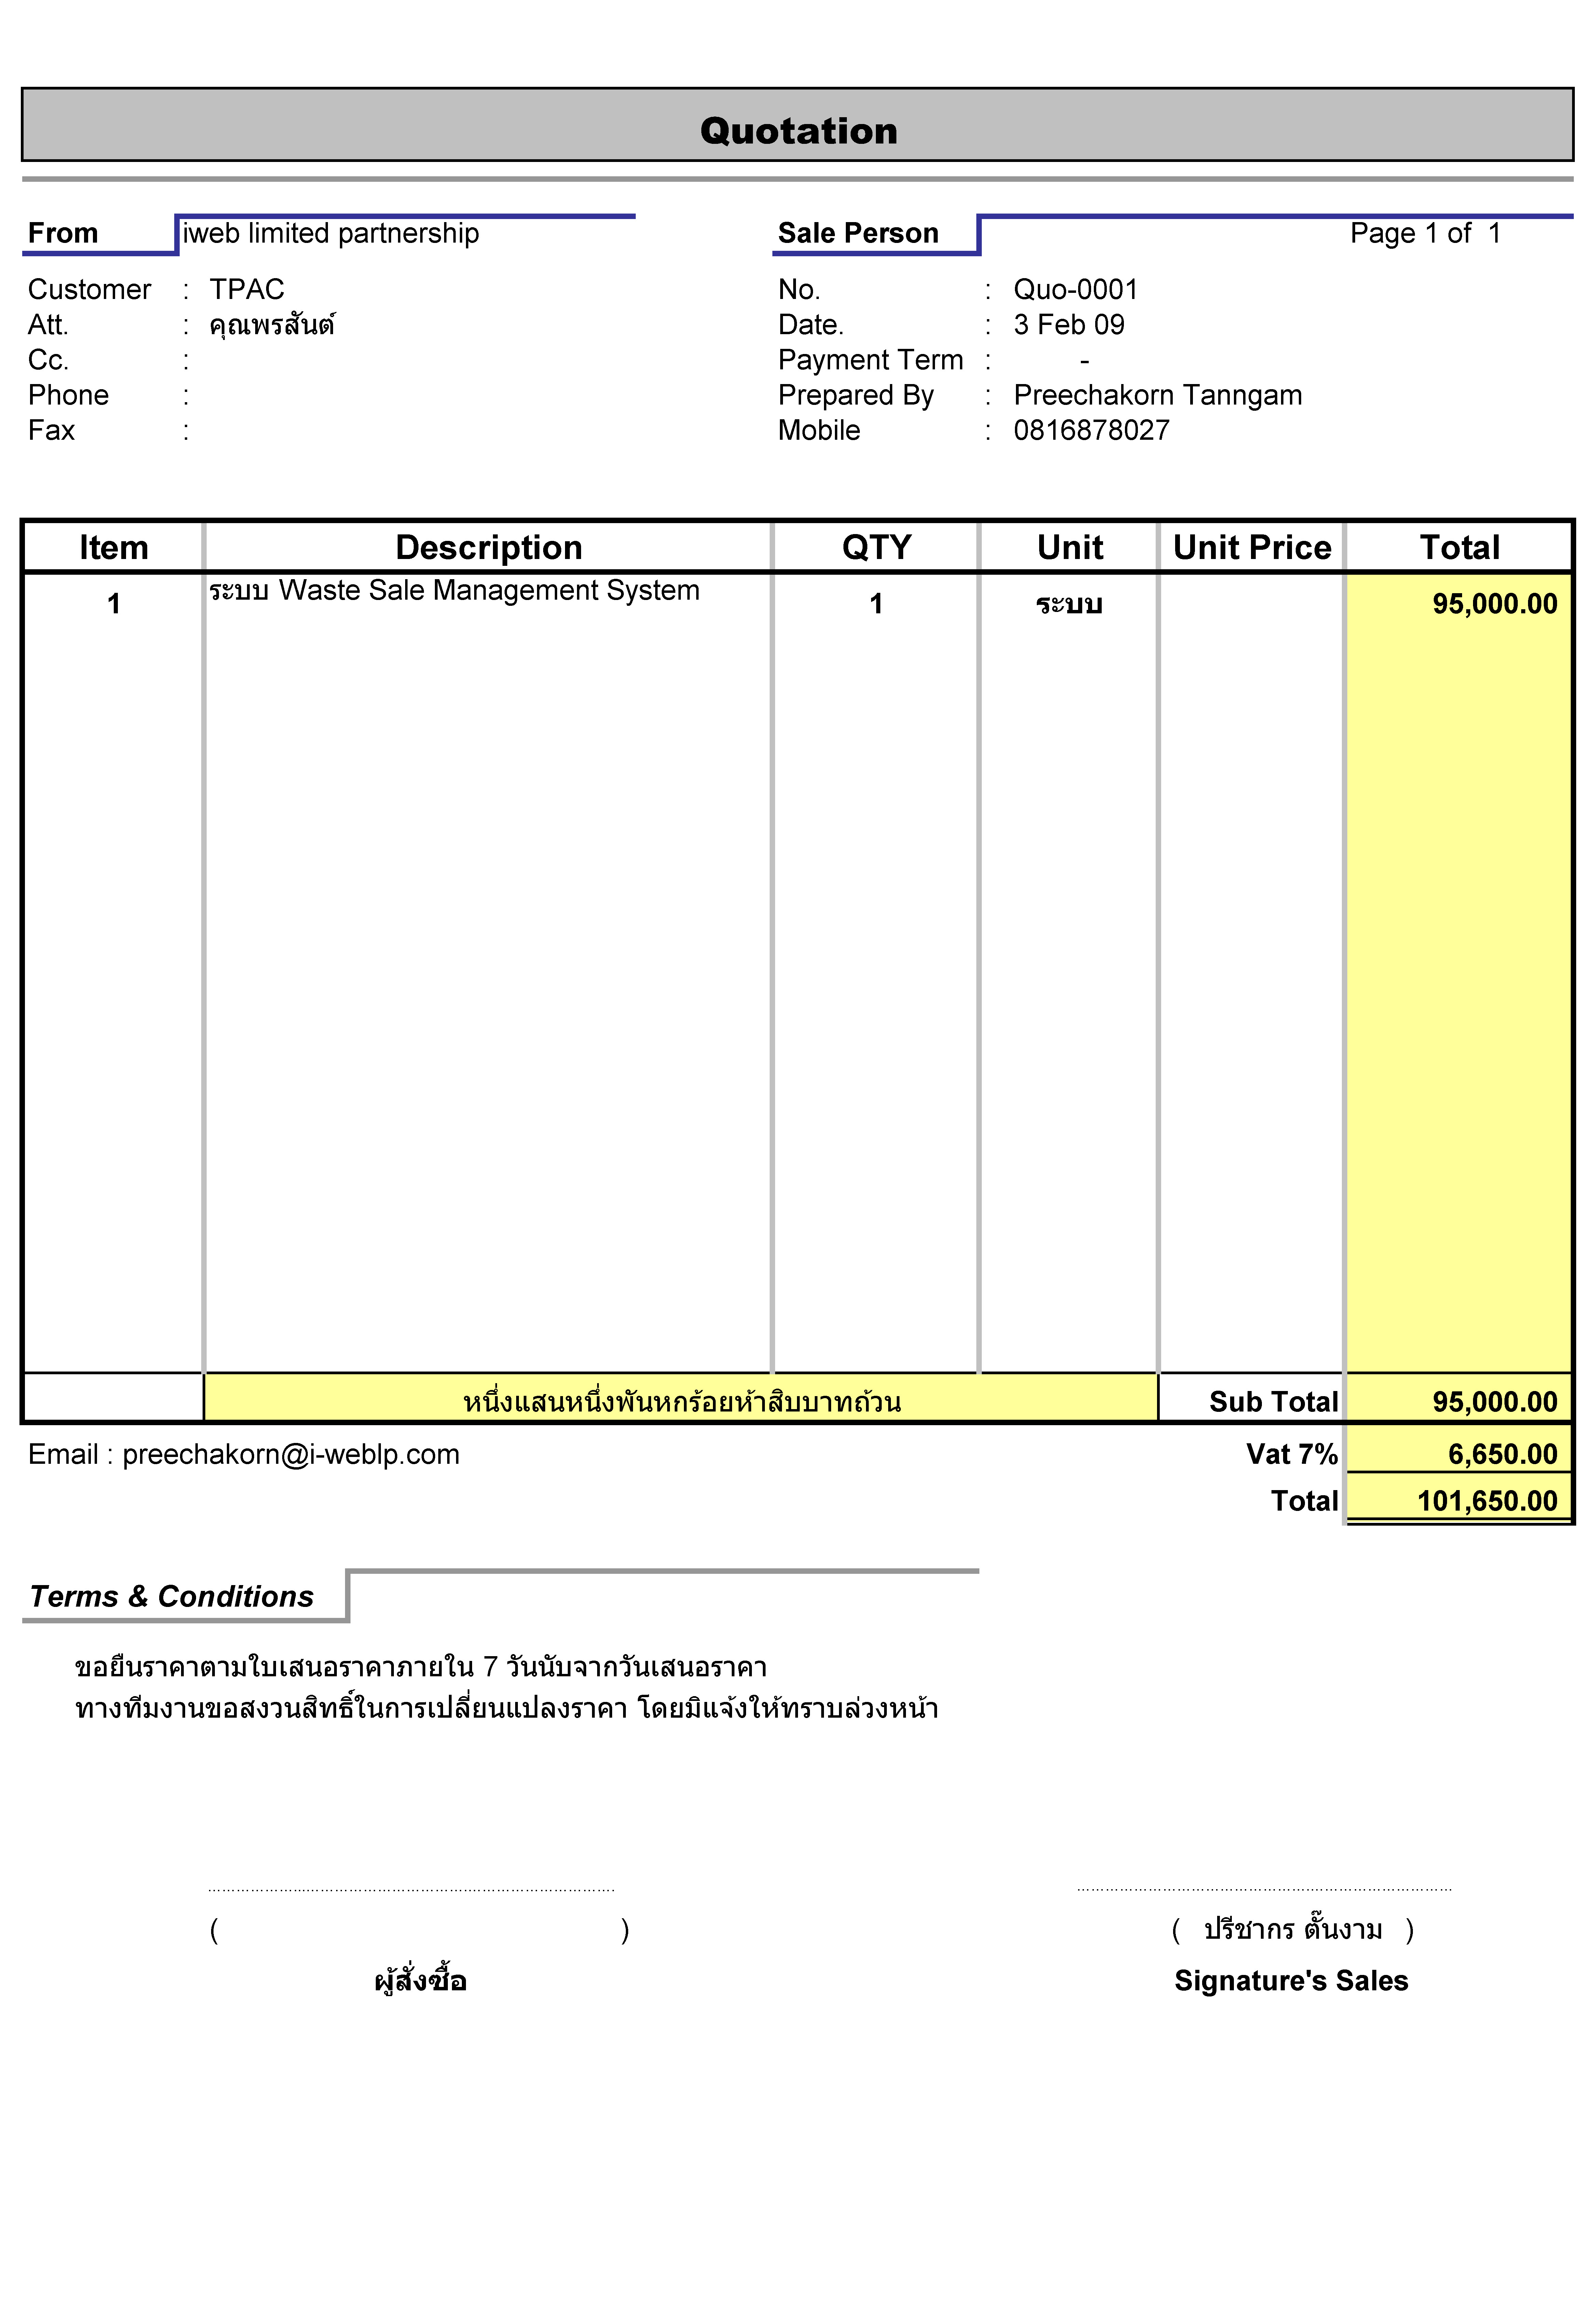 Quotation
From iweb limited partnership Sale Person Page 1 of 1
Customer : TPAC No. : Quo-0001
Att. : คุณพรสันต์ Date. : 3 Feb 09
Cc. : Payment Term : -
Phone : Prepared By : Preechakorn Tanngam
Fax : Mobile : 0816878027
Item Description QTY Unit Unit Price Total
1 ระบบ Waste Sale Management System 1 ระบบ 95,000.00
หนึ่งแสนหนึ่งพันหกร้อยห้าสิบบาทถ้วน Sub Total 95,000.00
Email : preechakorn@i-weblp.com Vat 7% 6,650.00
Total 101,650.00
Terms & Conditions
ขอยืนราคาตามใบเสนอราคาภายใน 7 วันนับจากวันเสนอราคา
ทางทีมงานขอสงวนสิทธิ์ในการเปลี่ยนแปลงราคา โดยมิแจ้งให้ทราบล่วงหน้า
( ) ( ปรีชากร ตั๊นงาม )
ผู้สั่งซื้อ Signature's Sales